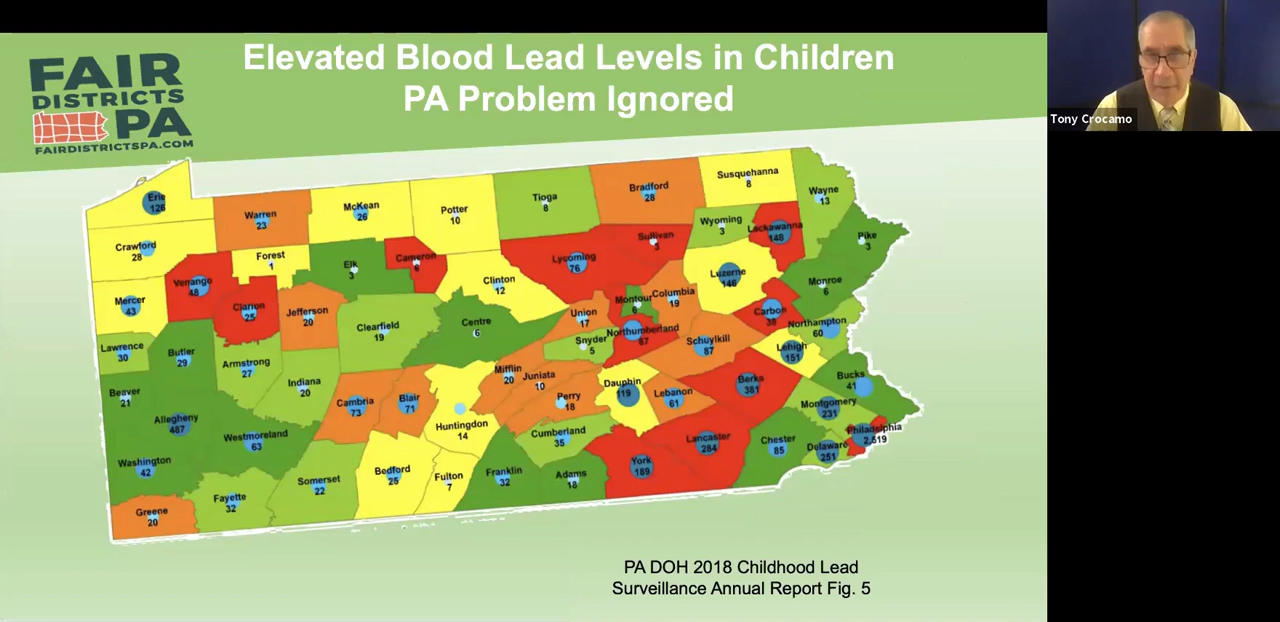 Elevated Blood Lead Levels in Children
PA Problem Ignored
FAIR
DISTRICTS
PA
FAIRDISTRICTSPA.COM
Tony Crocamo
Erie
126
Warren
23
McKean
26
Potter
10
Tioga
8
Bradford
28
Susquehanna
8
Wayne
13
Crawford
28
Forest
1
Elk
3
Cameron
6
Sullivan
3
Wyoming
3
Lackawanna
148
Pike
3
Venango
48
Clinton
12
Lycoming
76
Luzerne
146
Monroe
6
Mercer
43
Clarion
25
Jefferson
20
Clearfield
19
Centre
6
Union
17
Montour
6
Columbia
19
Carbon
38
Northampton
60
Lawrence
30
Butler
29
Armstrong
27
Snyder
5
Northumberland
67
Schuylkill
87
Lehigh
151
Beaver
21
Indiana
20
Mifflin
20
Juniata
10
Cambria
73
Blair
71
Perry
18
Dauphin
119
Lebanon
61
Berks
381
Bucks
41
Allegheny
487
Westmoreland
63
Huntingdon
14
Cumberland
35
Montgomery
231
Philadelphia
2,519
Washington
42
Somerset
22
Bedford
25
Fulton
7
Franklin
32
Adams
18
York
189
Lancaster
284
Chester
85
Delaware
251
Greene
20
Fayette
32
PA DOH 2018 Childhood Lead
Surveillance Annual Report Fig. 5